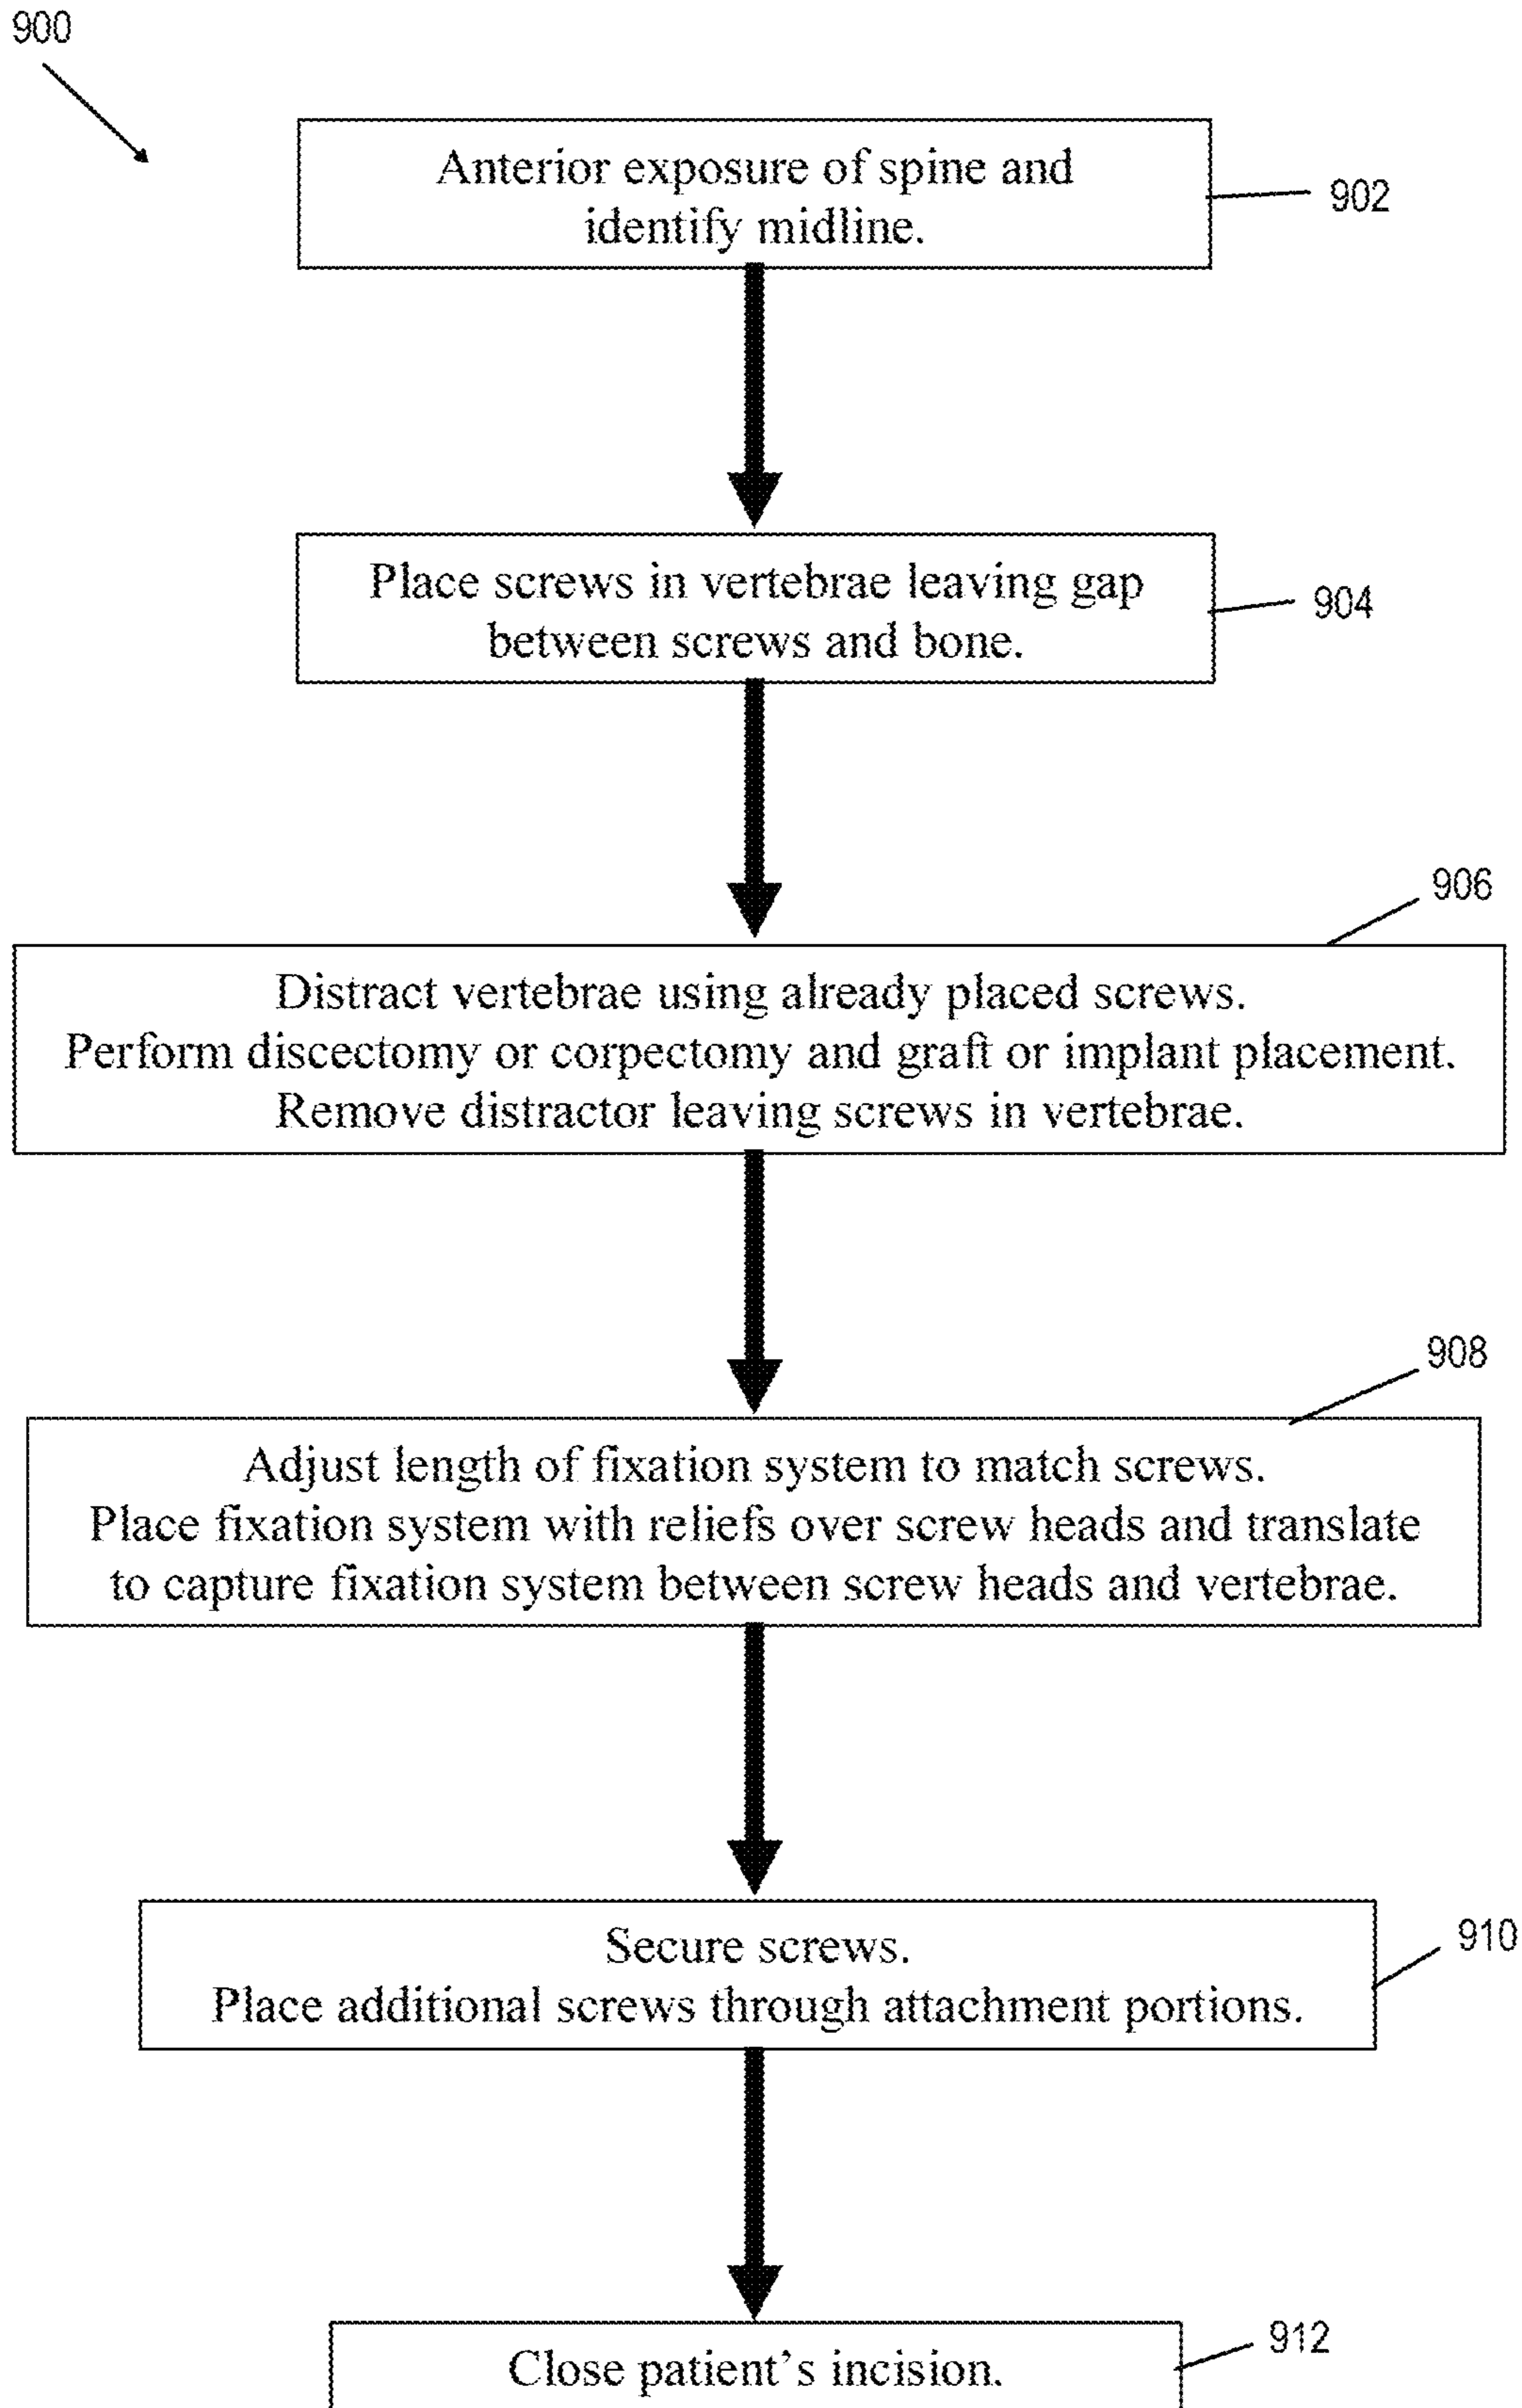 900
Anterior exposure of spine and
identify midline.
902
Place screws in vertebrae leaving gap
between screws and bone.
904
906
Distract vertebrae using already placed screws.
Perform discectomy or corpectomy and graft or implant placement.
Remove distractor leaving screws in vertebrae.
908
Adjust length of fixation system to match screws.
Place fixation system with reliefs over screw heads and translate
to capture fixation system between screw heads and vertebrae.
Secure screws.
Place additional screws through attachment portions.
910
Close patient's incision.
912